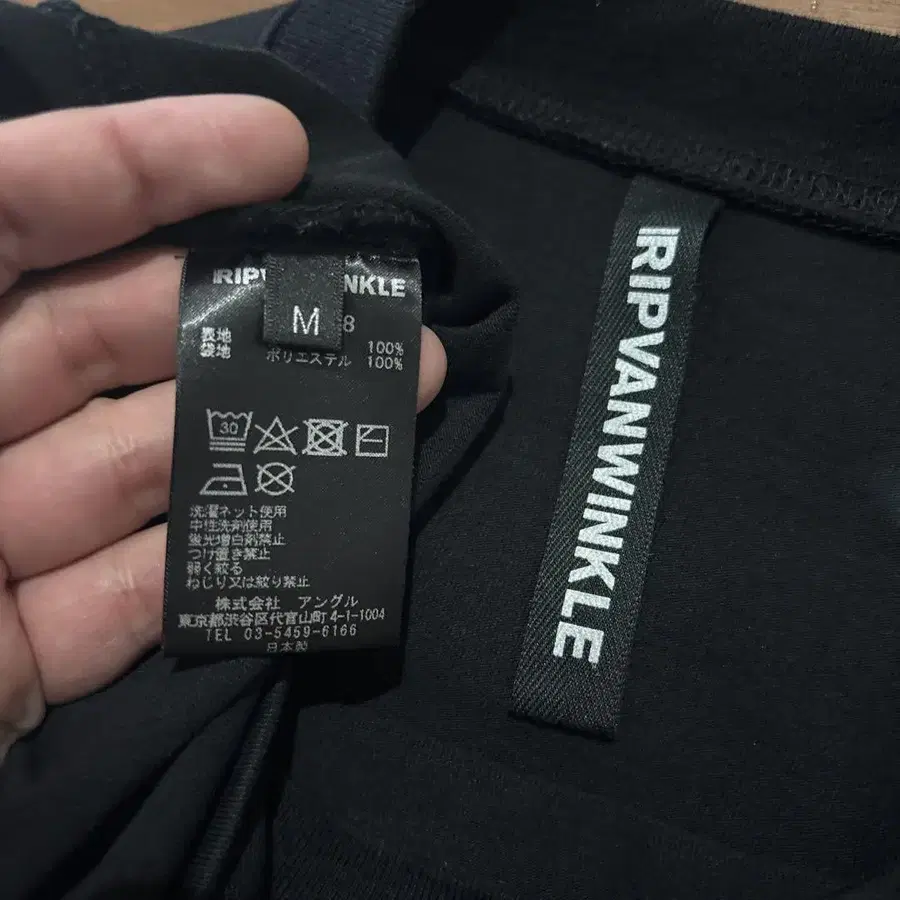 M
8
表地 100%
袋地 ポリエステル 100%
30
洗濯ネット使用
中性洗剤使用
蛍光増白剤禁止
つけ置き禁止
弱く絞る
ねじり又は絞り禁止
株式会社 アングル
東京都渋谷区代官山町4-1-1004
TEL 03-5459-6166
日本製
RIPVANWINKLE